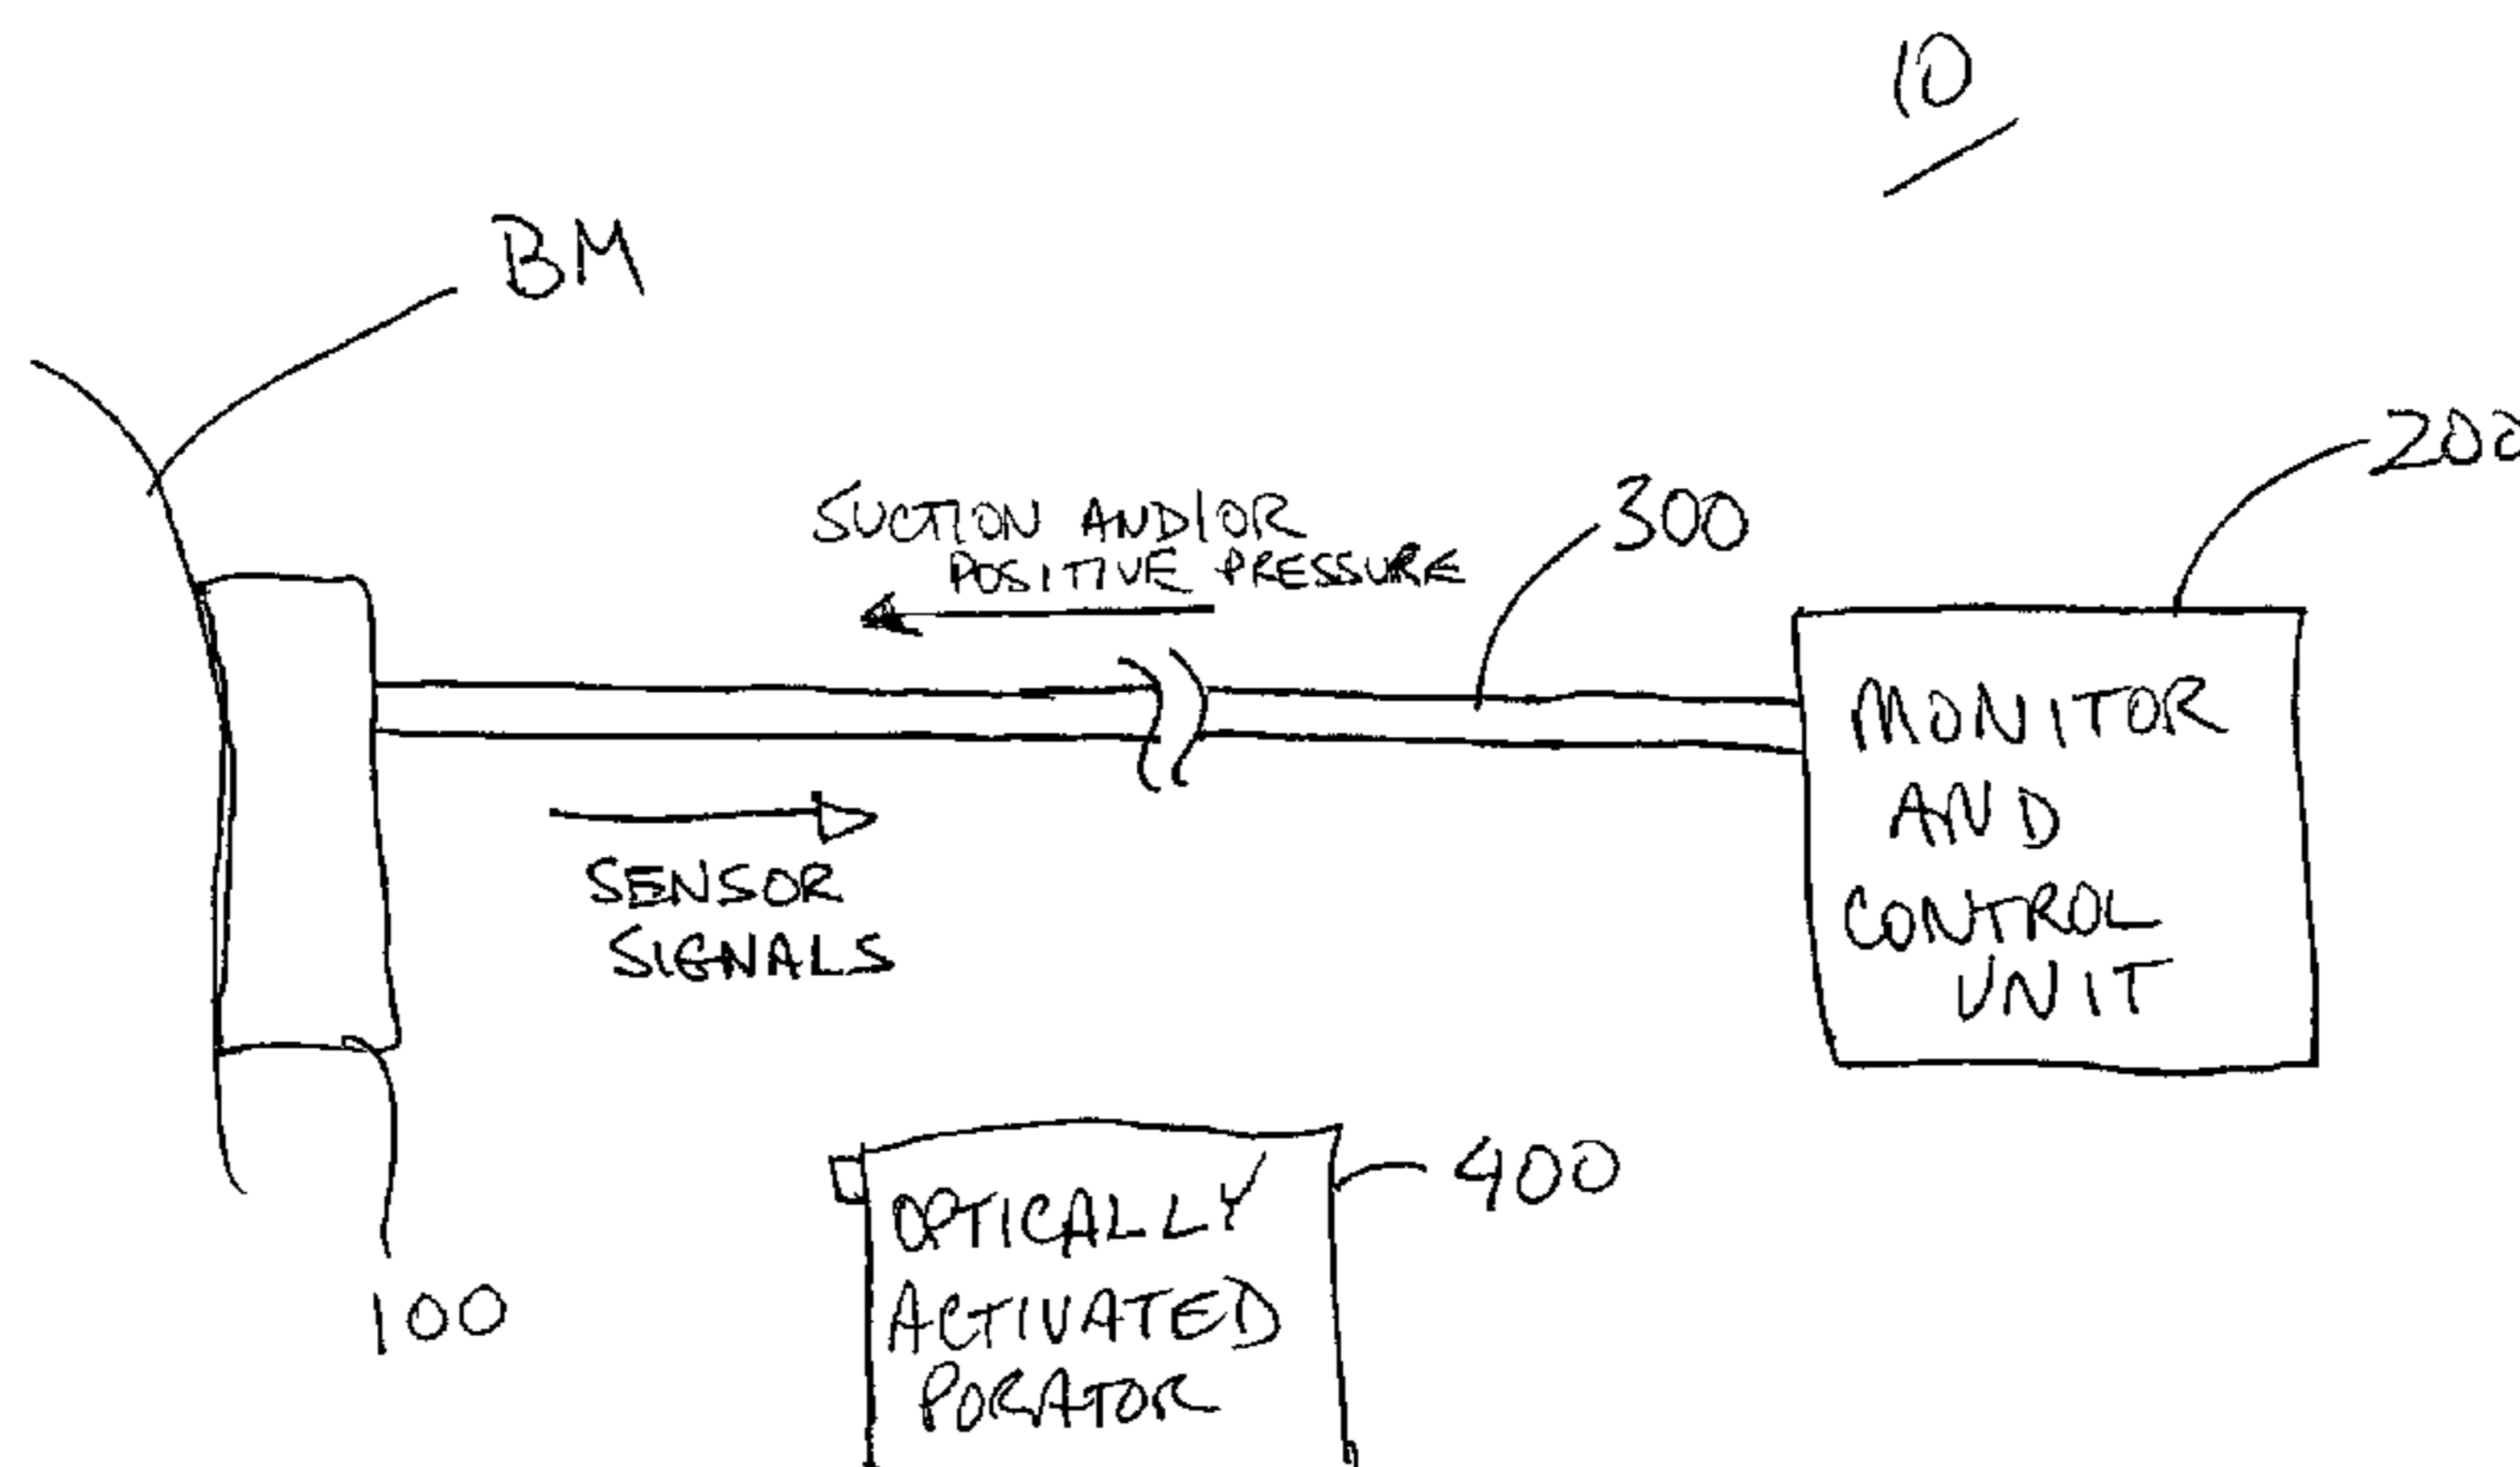 10
BM
200
SUCTION AND/OR
POSITIVE PRESSURE
300
MONITOR
AND
CONTROL
UNIT
SENSOR
SIGNALS
400
OPTICALLY
ACTIVATED
PORATOR
100